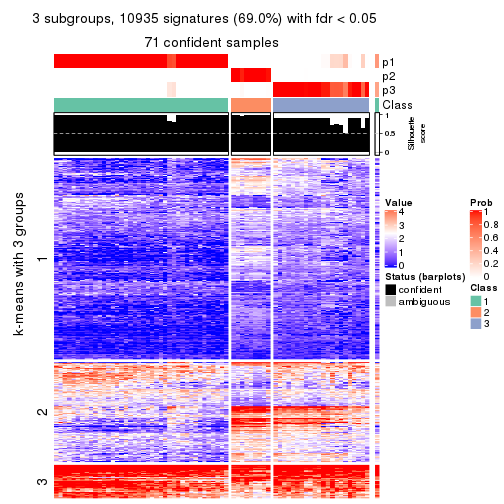 3 subgroups, 10935 signatures (69.0%) with fdr < 0.05
71 confident samples
p1
p2
p3
Class
1
0.5
0
Silhouette
score
k-means with 3 groups
1
2
3
Value
4
3
2
1
0
Status (barplots)
confident
ambiguous
Prob
1
0.8
0.6
0.4
0.2
0
Class
1
2
3